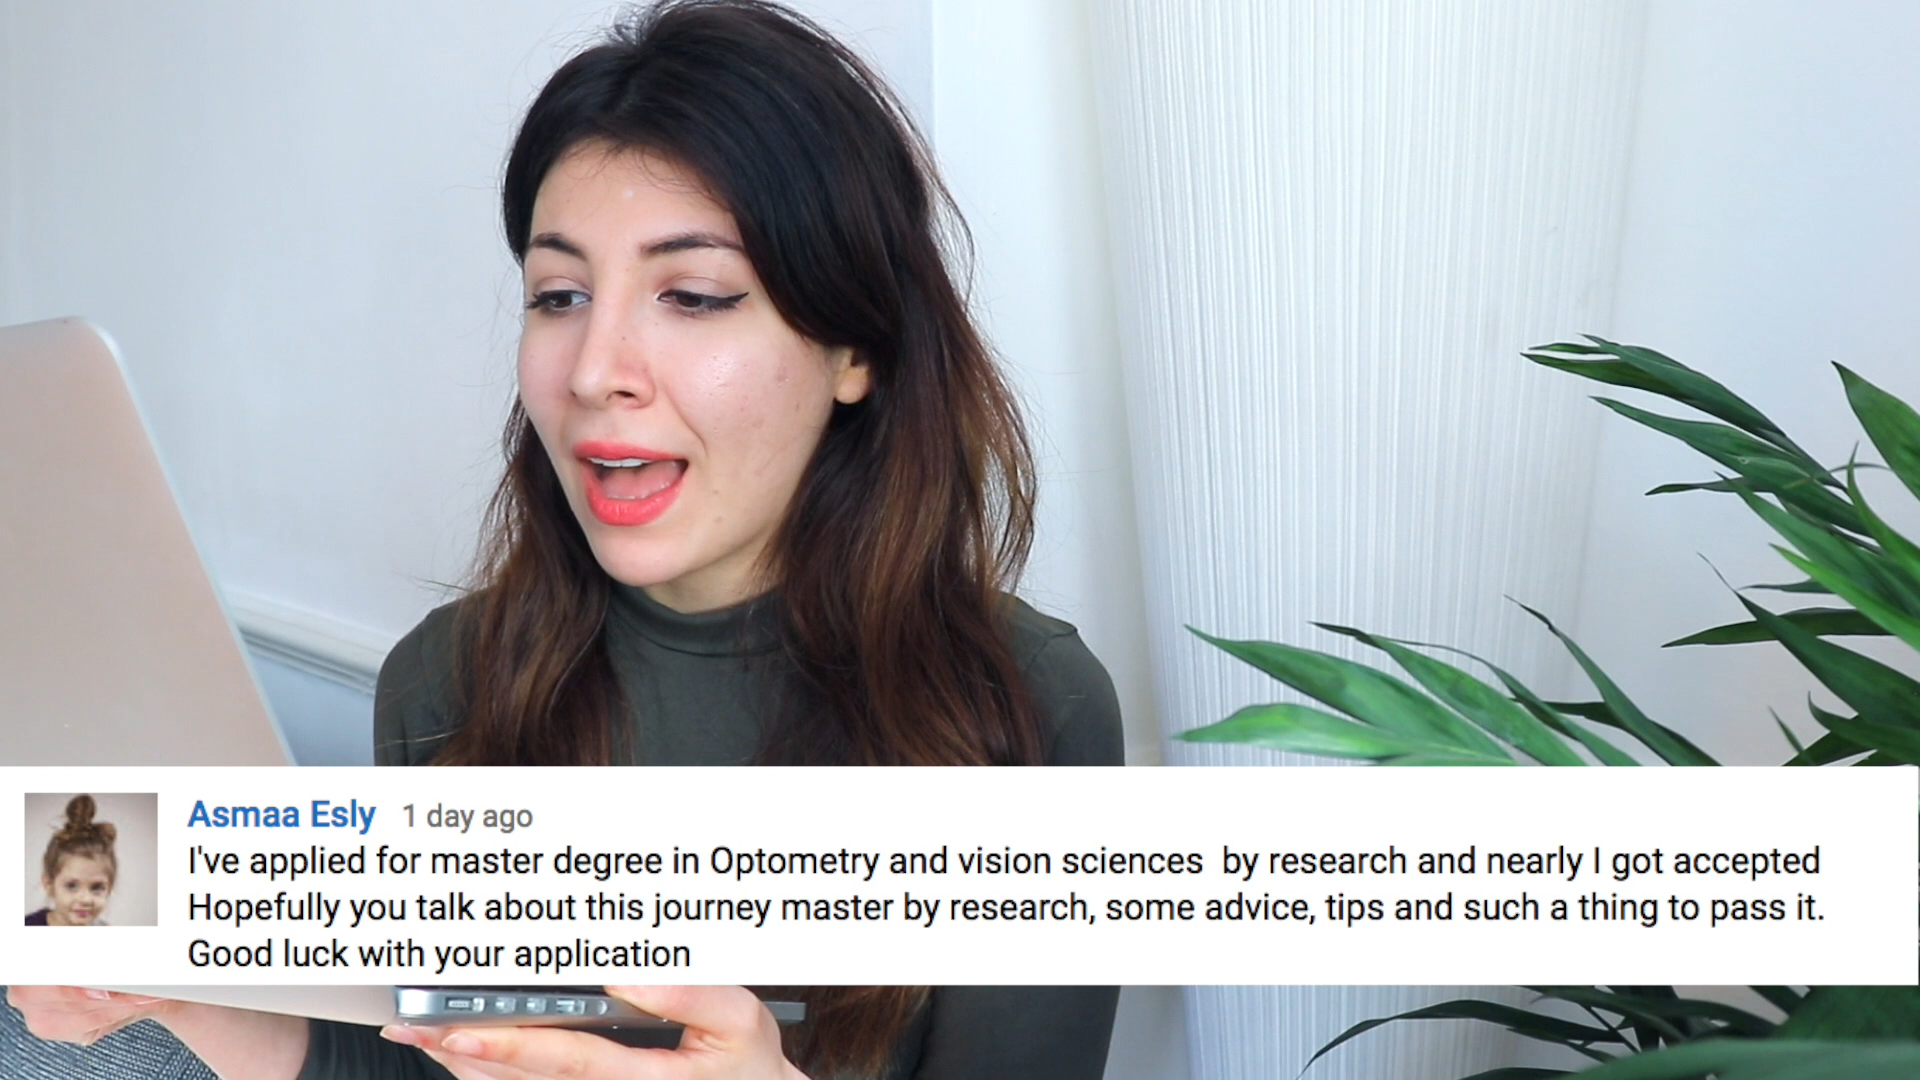 Asmaa Esly 1 day ago
I've applied for master degree in Optometry and vision sciences  by research and nearly I got accepted
Hopefully you talk about this journey master by research, some advice, tips and such a thing to pass it.
Good luck with your application